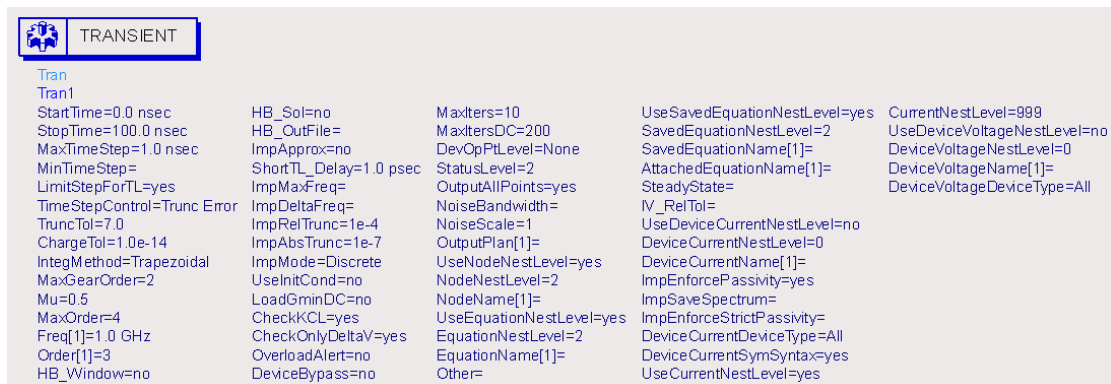 TRANSIENT
Tran
Tran1
StartTime=0.0 nsec
StopTime=100.0 nsec
MaxTimeStep=1.0 nsec
MinTimeStep=
LimitStepForTL=yes
TimeStepControl=Trunc Error
TruncTol=7.0
ChargeTol=1.0e-14
IntegMethod=Trapezoidal
MaxGearOrder=2
Mu=0.5
MaxOrder=4
Freq[1]=1.0 GHz
Order[1]=3
HB_Window=no
HB_Sol=no
HB_OutFile=
ImpApprox=no
ShortTL_Delay=1.0 psec
ImpMaxFreq=
ImpDeltaFreq=
ImpRelTrunc=1e-4
ImpAbsTrunc=1e-7
ImpMode=Discrete
UseInitCond=no
LoadGminDC=no
CheckKCL=yes
CheckOnlyDeltaV=yes
OverloadAlert=no
DeviceBypass=no
MaxIters=10
MaxItersDC=200
DevOpPtLevel=None
StatusLevel=2
OutputAllPoints=yes
NoiseBandwidth=
NoiseScale=1
OutputPlan[1]=
UseNodeNestLevel=yes
NodeNestLevel=2
NodeName[1]=
UseEquationNestLevel=yes
EquationNestLevel=2
EquationName[1]=
Other=
UseSavedEquationNestLevel=yes
SavedEquationNestLevel=2
SavedEquationName[1]=
AttachedEquationName[1]=
SteadyState=
IV_RelTol=
UseDeviceCurrentNestLevel=no
DeviceCurrentNestLevel=0
DeviceCurrentName[1]=
ImpEnforcePassivity=yes
ImpSaveSpectrum=
ImpEnforceStrictPassivity=
DeviceCurrentDeviceType=All
DeviceCurrentSymSyntax=yes
UseCurrentNestLevel=yes
CurrentNestLevel=999
UseDeviceVoltageNestLevel=no
DeviceVoltageNestLevel=0
DeviceVoltageName[1]=
DeviceVoltageDeviceType=All